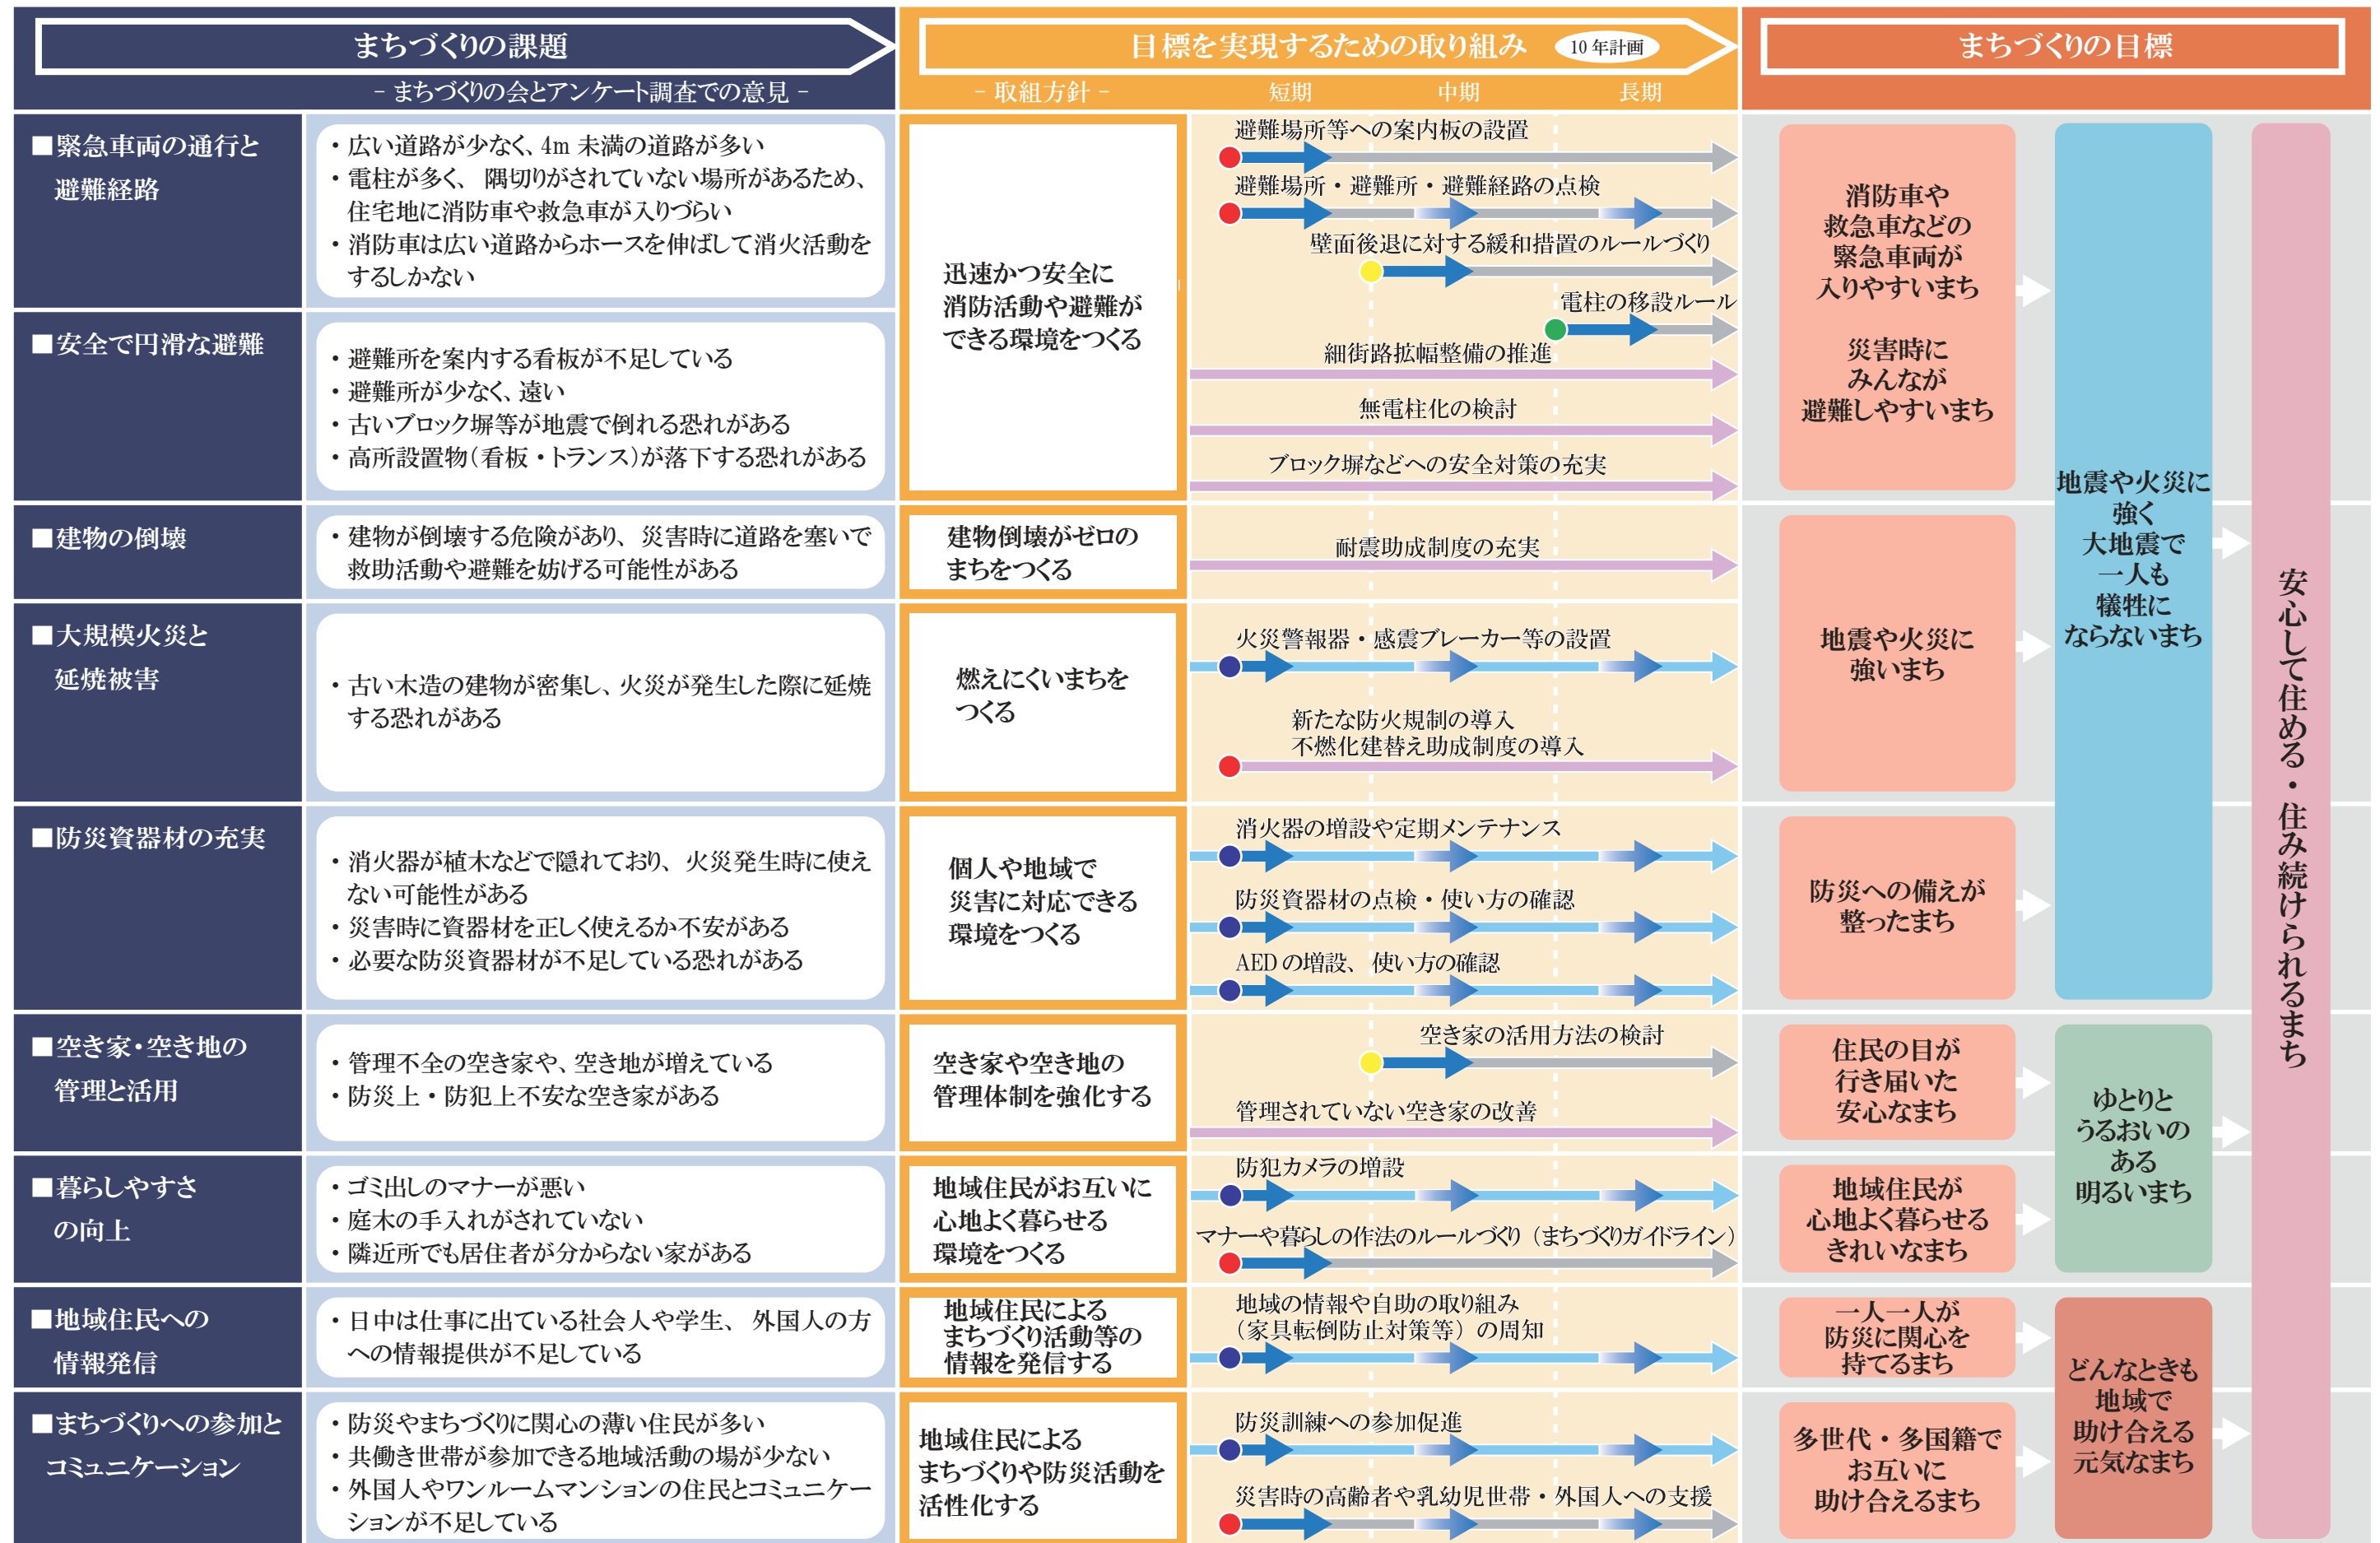 まちづくりの課題
- まちづくりの会とアンケート調査での意見 -
目標を実現するための取り組み 10年計画
- 取組方針 - 短期 中期 長期
まちづくりの目標
■緊急車両の通行と
避難経路
・広い道路が少なく、4m 未満の道路が多い
・電柱が多く、隅切りがされていない場所があるため、
住宅地に消防車や救急車が入りづらい
・消防車は広い道路からホースを伸ばして消火活動を
するしかない
■安全で円滑な避難
・避難所を案内する看板が不足している
・避難所が少なく、遠い
・古いブロック塀等が地震で倒れる恐れがある
・高所設置物(看板・トランス)が落下する恐れがある
迅速かつ安全に
消防活動や避難が
できる環境をつくる
避難場所等への案内板の設置
避難場所・避難所・避難経路の点検
壁面後退に対する緩和措置のルールづくり
電柱の移設ルール
細街路拡幅整備の推進
無電柱化の検討
ブロック塀などへの安全対策の充実
消防車や
救急車などの
緊急車両が
入りやすいまち
災害時に
みんなが
避難しやすいまち
■建物の倒壊
・建物が倒壊する危険があり、災害時に道路を塞いで
救助活動や避難を妨げる可能性がある
建物倒壊がゼロの
まちをつくる
耐震助成制度の充実
■大規模火災と
延焼被害
・古い木造の建物が密集し、火災が発生した際に延焼
する恐れがある
燃えにくいまちを
つくる
火災警報器・感震ブレーカー等の設置
新たな防火規制の導入
不燃化建替え助成制度の導入
地震や火災に
強いまち
■防災資器材の充実
・消火器が植木などで隠れており、火災発生時に使え
ない可能性がある
・災害時に資器材を正しく使えるか不安がある
・必要な防災資器材が不足している恐れがある
個人や地域で
災害に対応できる
環境をつくる
消火器の増設や定期メンテナンス
防災資器材の点検・使い方の確認
AEDの増設、使い方の確認
防災への備えが
整ったまち
地震や火災に
強く
大地震で
一人も
犠牲に
ならないまち
■空き家・空き地の
管理と活用
・管理不全の空き家や、空き地が増えている
・防災上・防犯上不安な空き家がある
空き家や空き地の
管理体制を強化する
空き家の活用方法の検討
管理されていない空き家の改善
住民の目が
行き届いた
安心なまち
■暮らしやすさ
の向上
・ゴミ出しのマナーが悪い
・庭木の手入れがされていない
・隣近所でも居住者が分からない家がある
地域住民がお互いに
心地よく暮らせる
環境をつくる
防犯カメラの増設
マナーや暮らしの作法のルールづくり（まちづくりガイドライン）
地域住民が
心地よく暮らせる
きれいなまち
ゆとりと
うるおいの
ある
明るいまち
■地域住民への
情報発信
・日中は仕事に出ている社会人や学生、外国人の方
への情報提供が不足している
地域住民による
まちづくり活動等の
情報を発信する
地域の情報や自助の取り組み
（家具転倒防止対策等）の周知
一人一人が
防災に関心を
持てるまち
■まちづくりへの参加と
コミュニケーション
・防災やまちづくりに関心の薄い住民が多い
・共働き世帯が参加できる地域活動の場が少ない
・外国人やワンルームマンションの住民とコミュニケー
ションが不足している
地域住民による
まちづくりや防災活動を
活性化する
防災訓練への参加促進
災害時の高齢者や乳幼児世帯・外国人への支援
多世代・多国籍で
お互いに
助け合えるまち
どんなときも
地域で
助け合える
元気なまち
安心して住める・住み続けられるまち